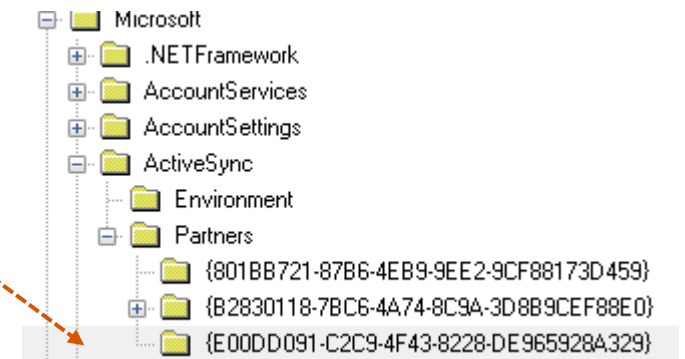 Microsoft
.NETFramework
AccountServices
AccountSettings
ActiveSync
Environment
Partners
{801BB721-87B6-4EB9-9EE2-9CF88173D459}
{B2830118-7BC6-4A74-8C9A-3D8B9CEF88E0}
{E00DD091-C2C9-4F43-8228-DE965928A329}